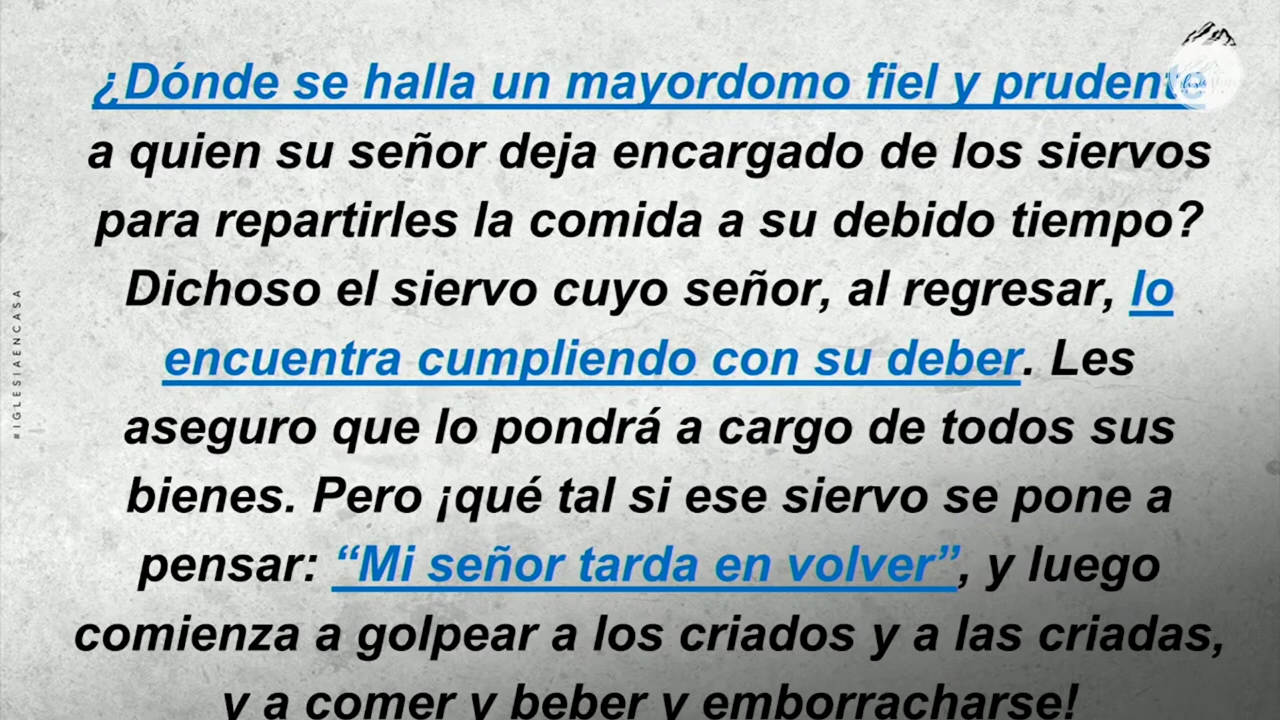 ¿Dónde se halla un mayordomo fiel y prudente
a quien su señor deja encargado de los siervos
para repartirles la comida a su debido tiempo?
Dichoso el siervo cuyo señor, al regresar, lo
encuentra cumpliendo con su deber. Les
aseguro que lo pondrá a cargo de todos sus
bienes. Pero ¡qué tal si ese siervo se pone a
pensar: “Mi señor tarda en volver”, y luego
comienza a golpear a los criados y a las criadas,
y a comer y beber y emborracharse!
#IGLESIAENCASA